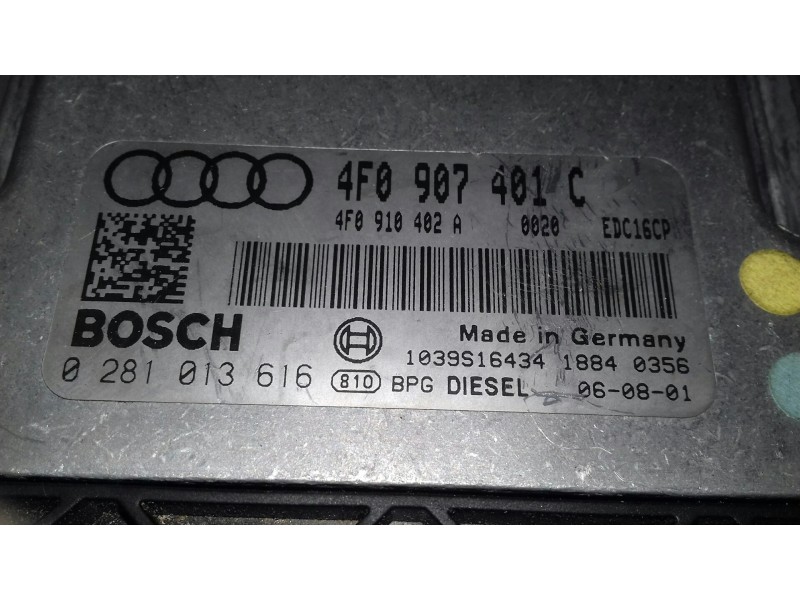 4F0 907 401 C
4F0 910 402 A 0020 EDC16CP
BOSCH
Made in Germany
1039S16434 1884 0356
0 281 013 616 810 BPG DIESEL 06-08-01